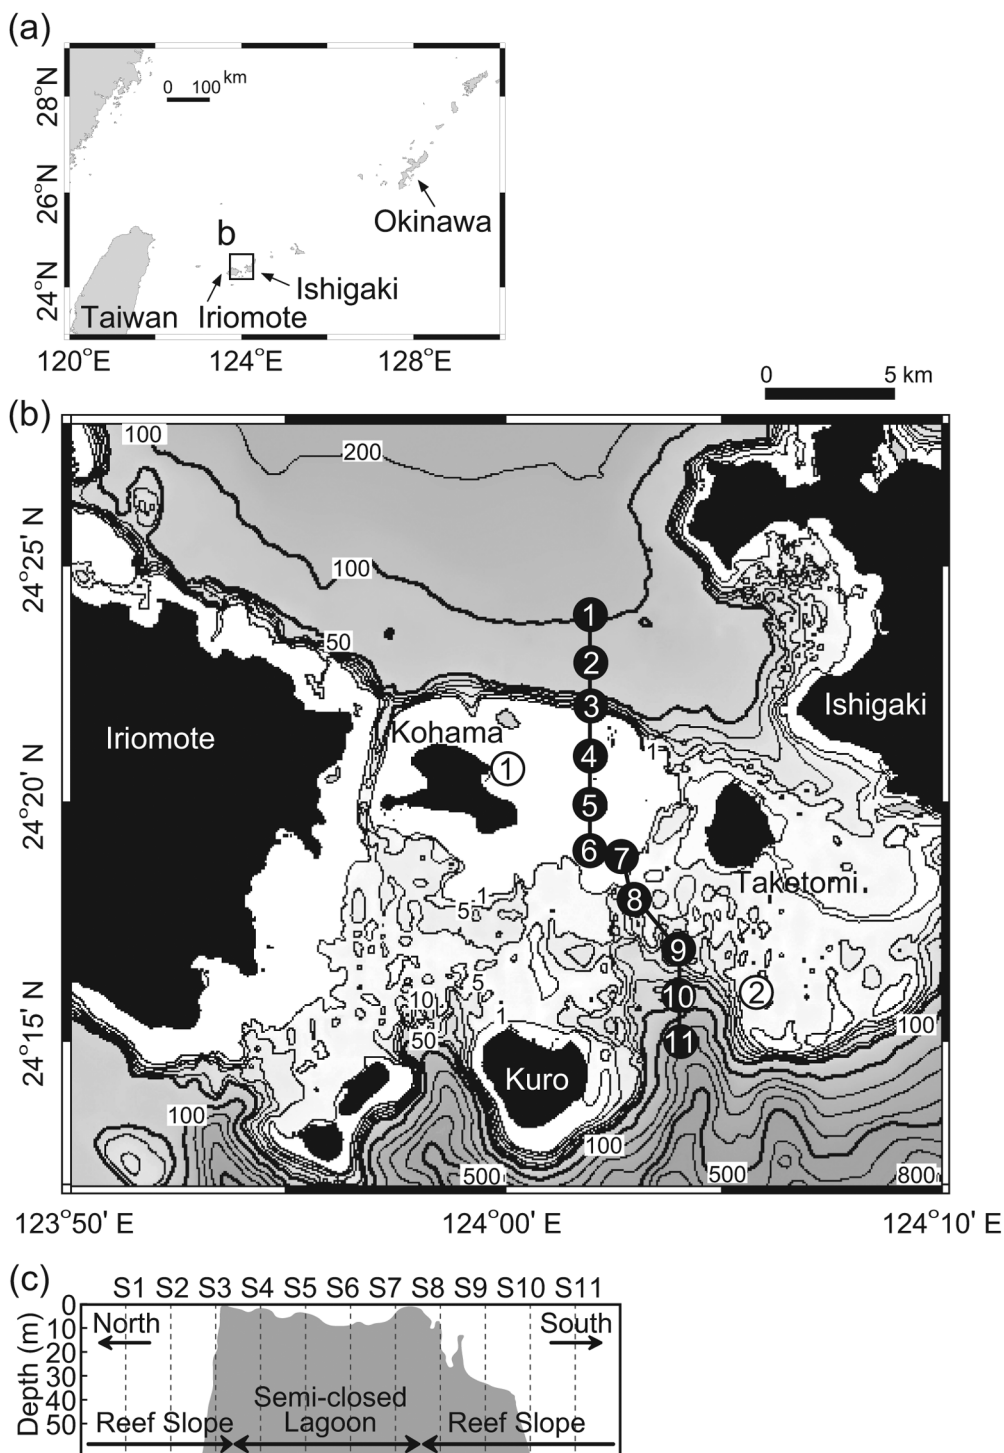 (a)
28°N
26°N
24°N
0 100 km
Okinawa
b
Ishigaki
Taiwan Iriomote
120°E 124°E 128°E
0 5 km
(b)
100
200
100
50
24°25' N
24°20' N
24°15' N
1
2
3
4
5
6
7
8
9
10
11
Iriomote
Kohama
1
1
Ishigaki
Taketomi
5
1
5
10
50
1
2
100
Kuro
100
100
500
500
800
123°50' E 124°00' E 124°10' E
(c)
S1 S2 S3 S4 S5 S6 S7 S8 S9 S10 S11
Depth (m)
0
10
20
30
40
50
North
South
Semi-closed
Lagoon
Reef Slope
Reef Slope